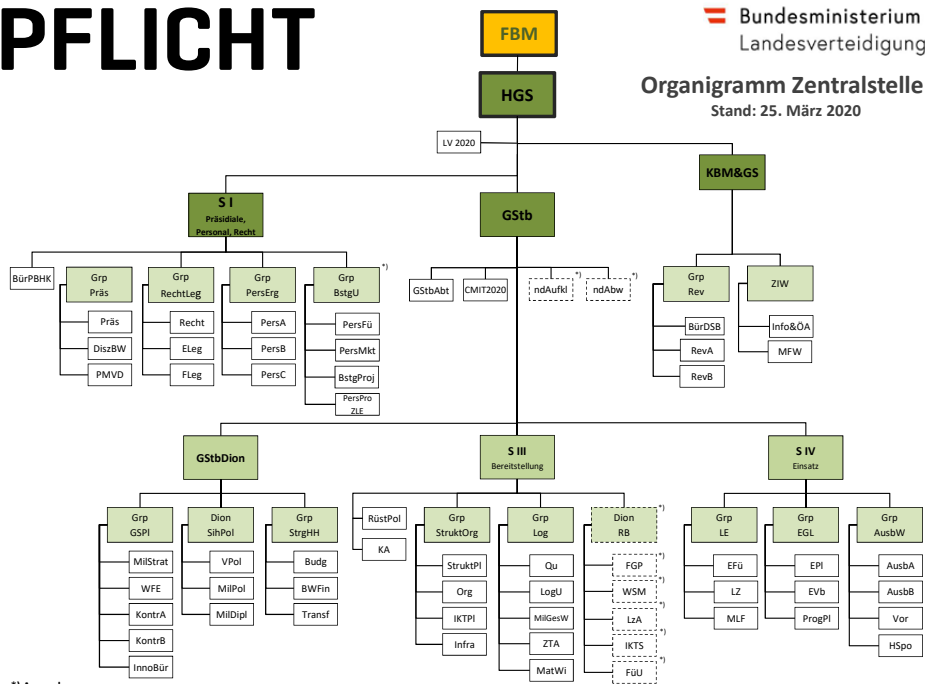 PFLICHT
Bundesministerium
Landesverteidigung
Organigramm Zentralstelle
Stand: 25. März 2020
FBM
HGS
LV 2020
KBM&GS
S I
Präsidiale,
Personal, Recht
GStb
BürPBHK
Grp
Präs
Präs
DiszBW
PMVD
Grp
RechtLeg
Recht
ELeg
FLeg
Grp
PersErg
PersA
PersB
PersC
Grp
BstgU
*)
PersFü
PersMkt
BstgProj
PersPro
ZLE
GStbAbt
CMIT2020
ndAufkl
*)
ndAbw
*)
Grp
Rev
BürDSB
RevA
RevB
ZIW
Info&ÖA
MFW
GStbDion
Grp
GSPl
MilStrat
WFE
KontrA
KontrB
InnoBür
Dion
SihPol
VPol
MilPol
MilDipl
Grp
StrgHH
Budg
BWFin
Transf
S III
Bereitstellung
RüstPol
KA
Grp
StruktOrg
StruktPl
Org
IKTPl
Infra
Grp
Log
Qu
LogU
MilGesW
ZTA
MatWi
Dion
RB
*)
FGP
*)
WSM
*)
LzA
*)
IKTS
*)
FüU
*)
S IV
Einsatz
Grp
LE
EFü
LZ
MLF
Grp
EGL
EPl
EVb
ProgPl
Grp
AusbW
AusbA
AusbB
Vor
HSpo